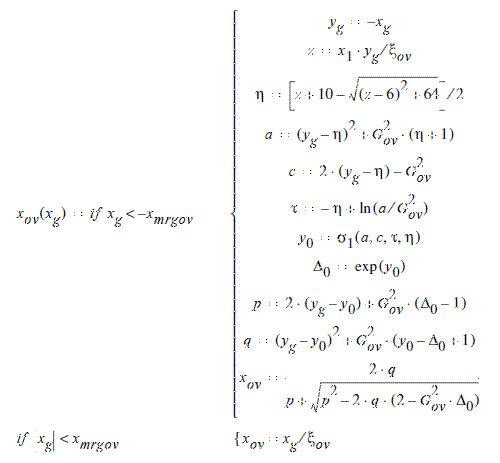 y_g :: -x_g
z :: x_1 · y_g / ξ_ov
η :: [z + 10 - √((z - 6)^2 + 64)] / 2
a :: (y_g - η)^2 + G_ov^2 · (η + 1)
c :: 2 · (y_g - η) - G_ov^2
τ :: -η + ln(a / G_ov^2)
x_ov(x_g) :: if x_g < -x_mrgov {
y_0 :: σ_1(a, c, τ, η)
Δ_0 :: exp(y_0)
p :: 2 · (y_g - y_0) + G_ov^2 · (Δ_0 - 1)
q :: (y_g - y_0)^2 + G_ov^2 · (y_0 - Δ_0 + 1)
x_ov :: 2 · q / (p + √(p^2 - 2 · q · (2 - G_ov^2 · Δ_0)))
if |x_g| < x_mrgov {x_ov :: x_g / ξ_ov